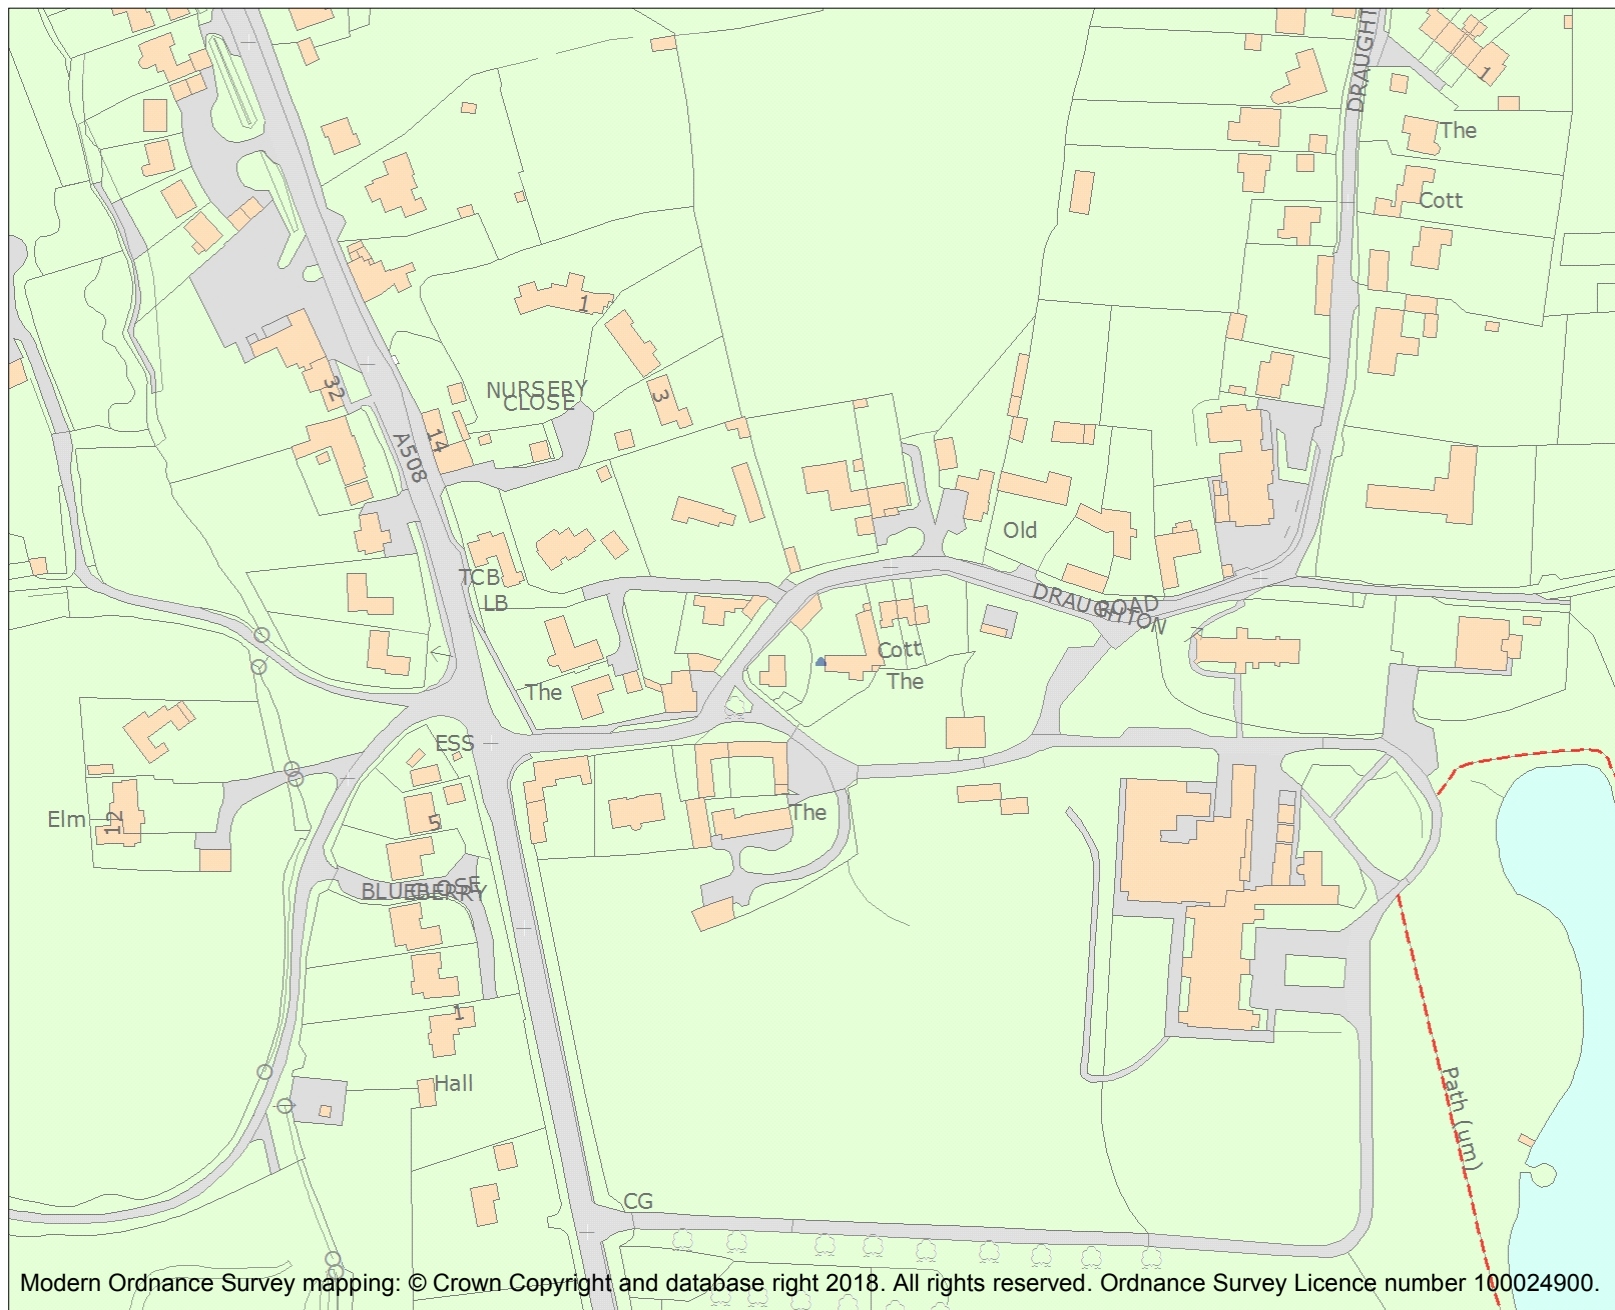 DRAUGHT
1
The
Cott
1
NURSERY
CLOSE
3
32
14
A508
Old
TCB
LB
DRAUGHTON
ROAD
Cott
The
The
ESS
The
Elm
12
5
BLUEBERRY
CLOSE
1
Hall
Path (um)
CG
Modern Ordnance Survey mapping: © Crown Copyright and database right 2018. All rights reserved. Ordnance Survey Licence number 100024900.